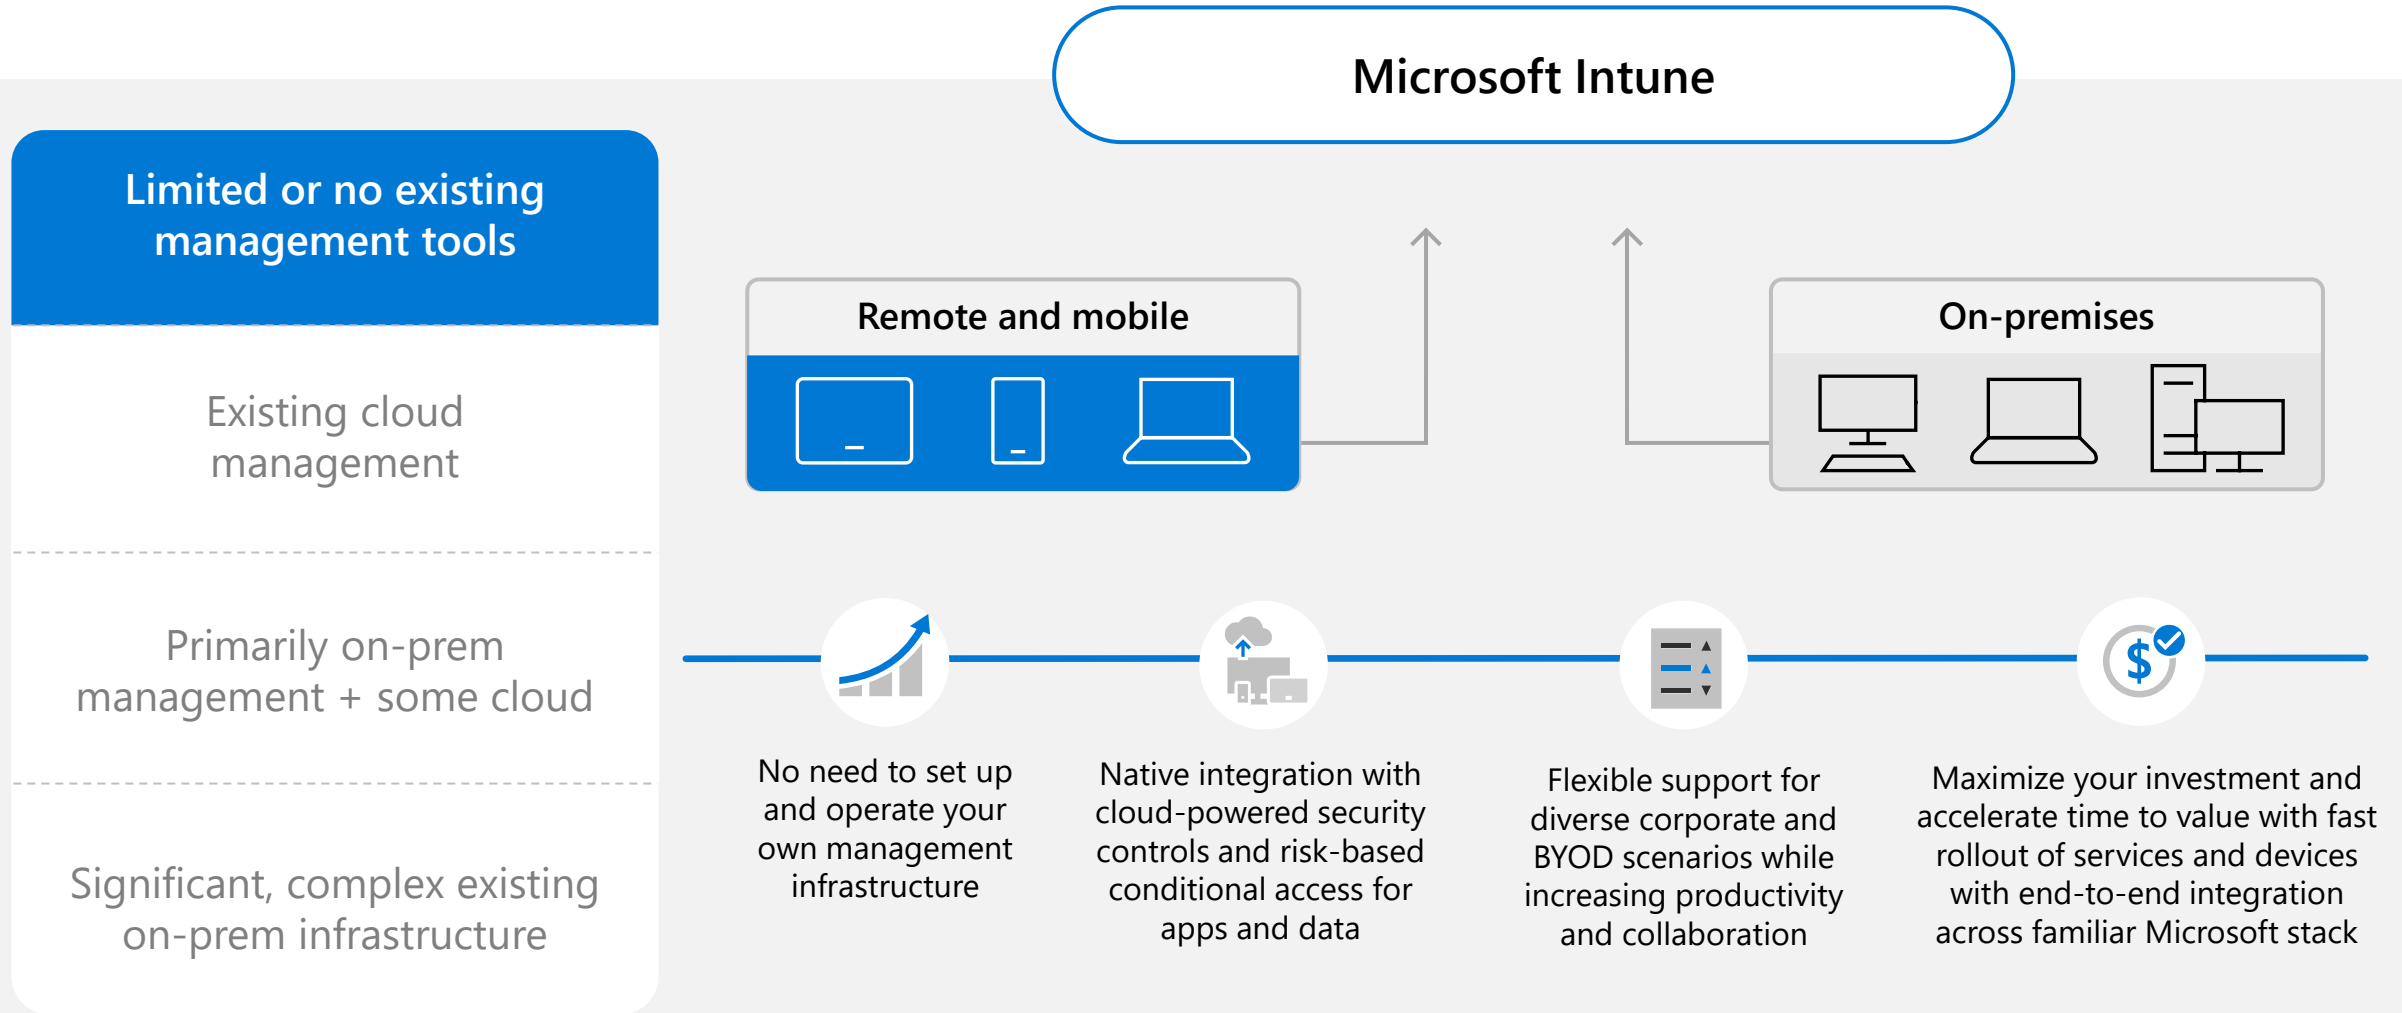 Microsoft Intune
Limited or no existing
management tools
Existing cloud
management
Primarily on-prem
management + some cloud
Significant, complex existing
on-prem infrastructure
Remote and mobile
On-premises
No need to set up
and operate your
own management
infrastructure
Native integration with
cloud-powered security
controls and risk-based
conditional access for
apps and data
Flexible support for
diverse corporate and
BYOD scenarios while
increasing productivity
and collaboration
$
Maximize your investment and
accelerate time to value with fast
rollout of services and devices
with end-to-end integration
across familiar Microsoft stack